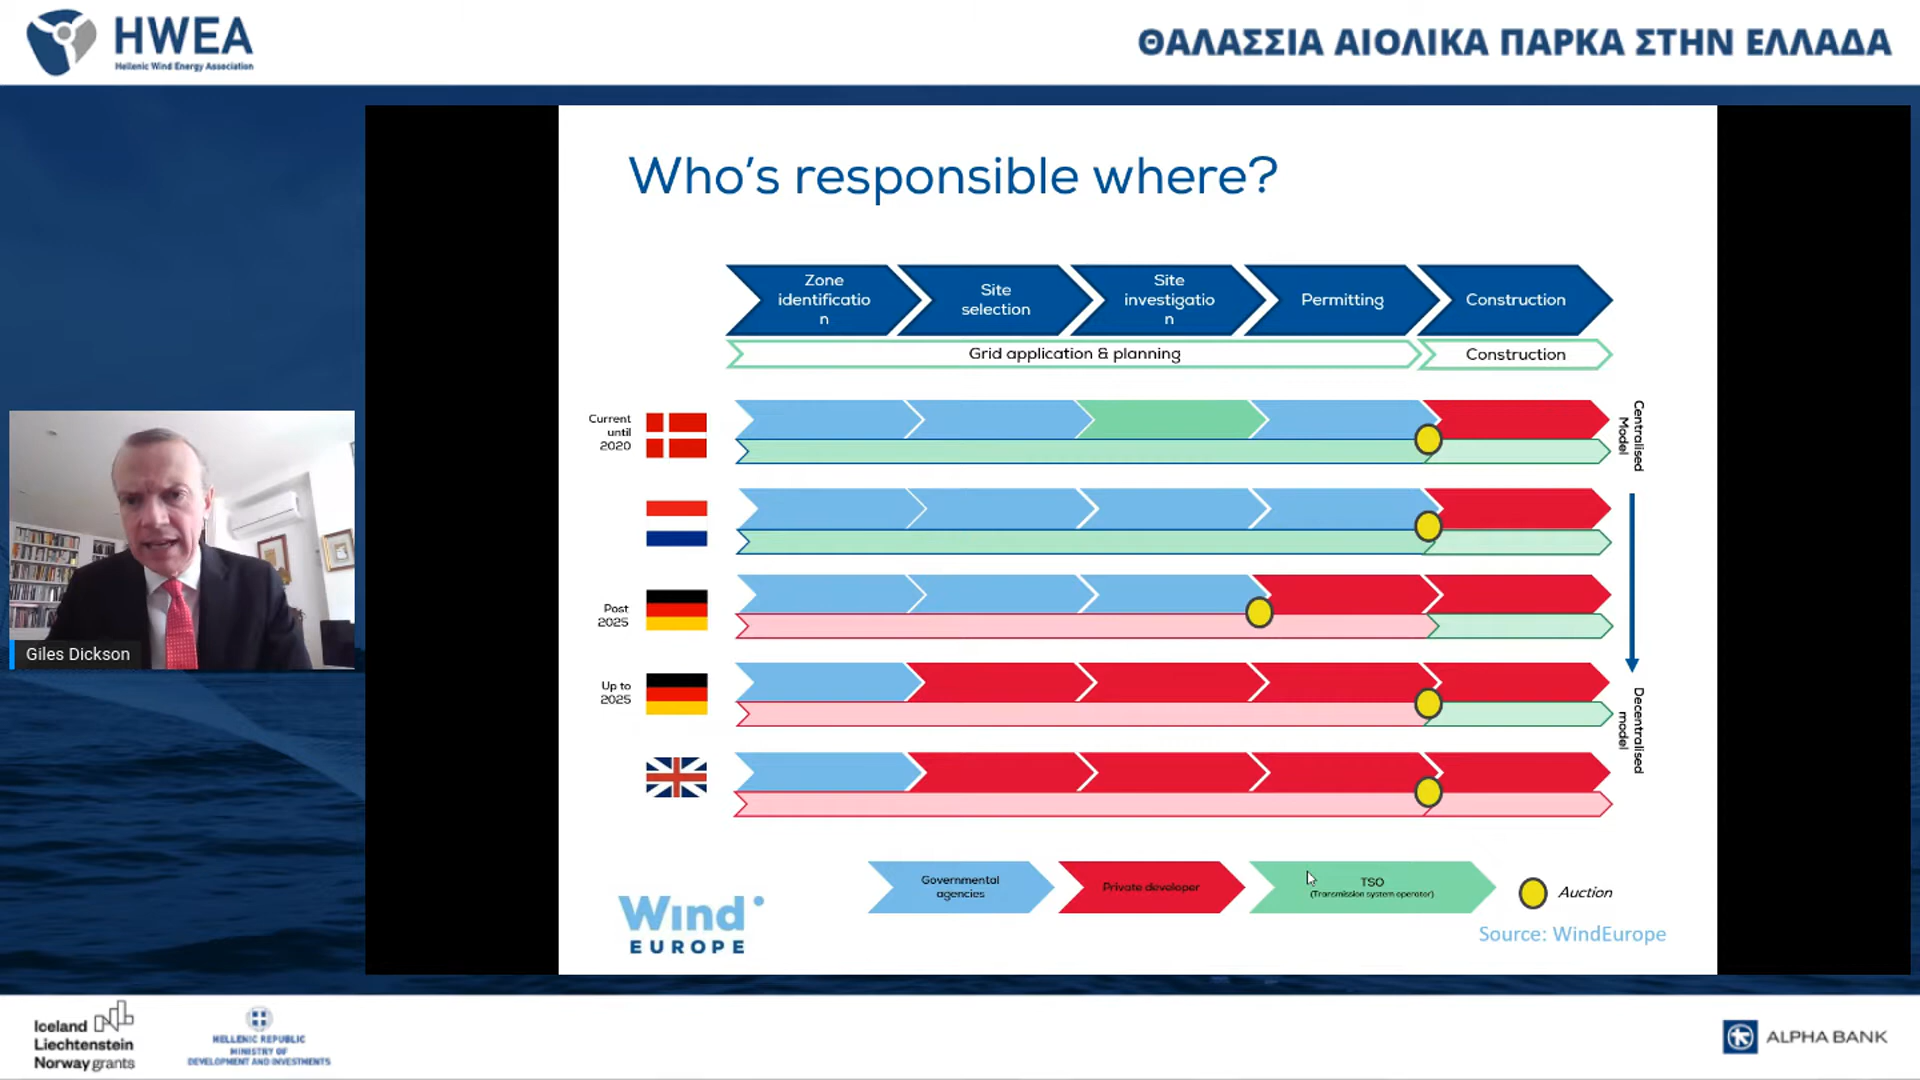 HWEA
Hellenic Wind Energy Association
ΘΑΛΑΣΣΙΑ ΑΙΟΛΙΚΑ ΠΑΡΚΑ ΣΤΗΝ ΕΛΛΑΔΑ
Who's responsible where?
Zone
identificatio
n
Site
selection
Site
investigatio
n
Permitting
Construction
Grid application & planning
Construction
Current
until
2020
Centralised
Model
Post
2025
Up to
2025
Decentralised
model
Giles Dickson
Governmental
agencies
Private developer
TSO
(Transmission system operator)
Auction
Wind
EUROPE
Source: WindEurope
Iceland
Liechtenstein
Norway grants
HELLENIC REPUBLIC
MINISTRY OF
DEVELOPMENT AND INVESTMENTS
ALPHA BANK